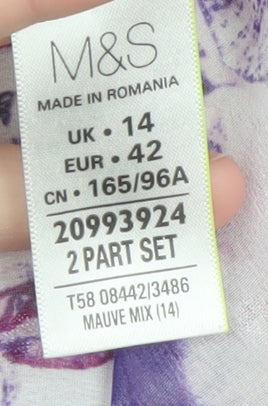 M&S
MADE IN ROMANIA
UK • 14
EUR • 42
CN • 165/96A
20993924
2 PART SET
T58 08442/3486
MAUVE MIX (14)